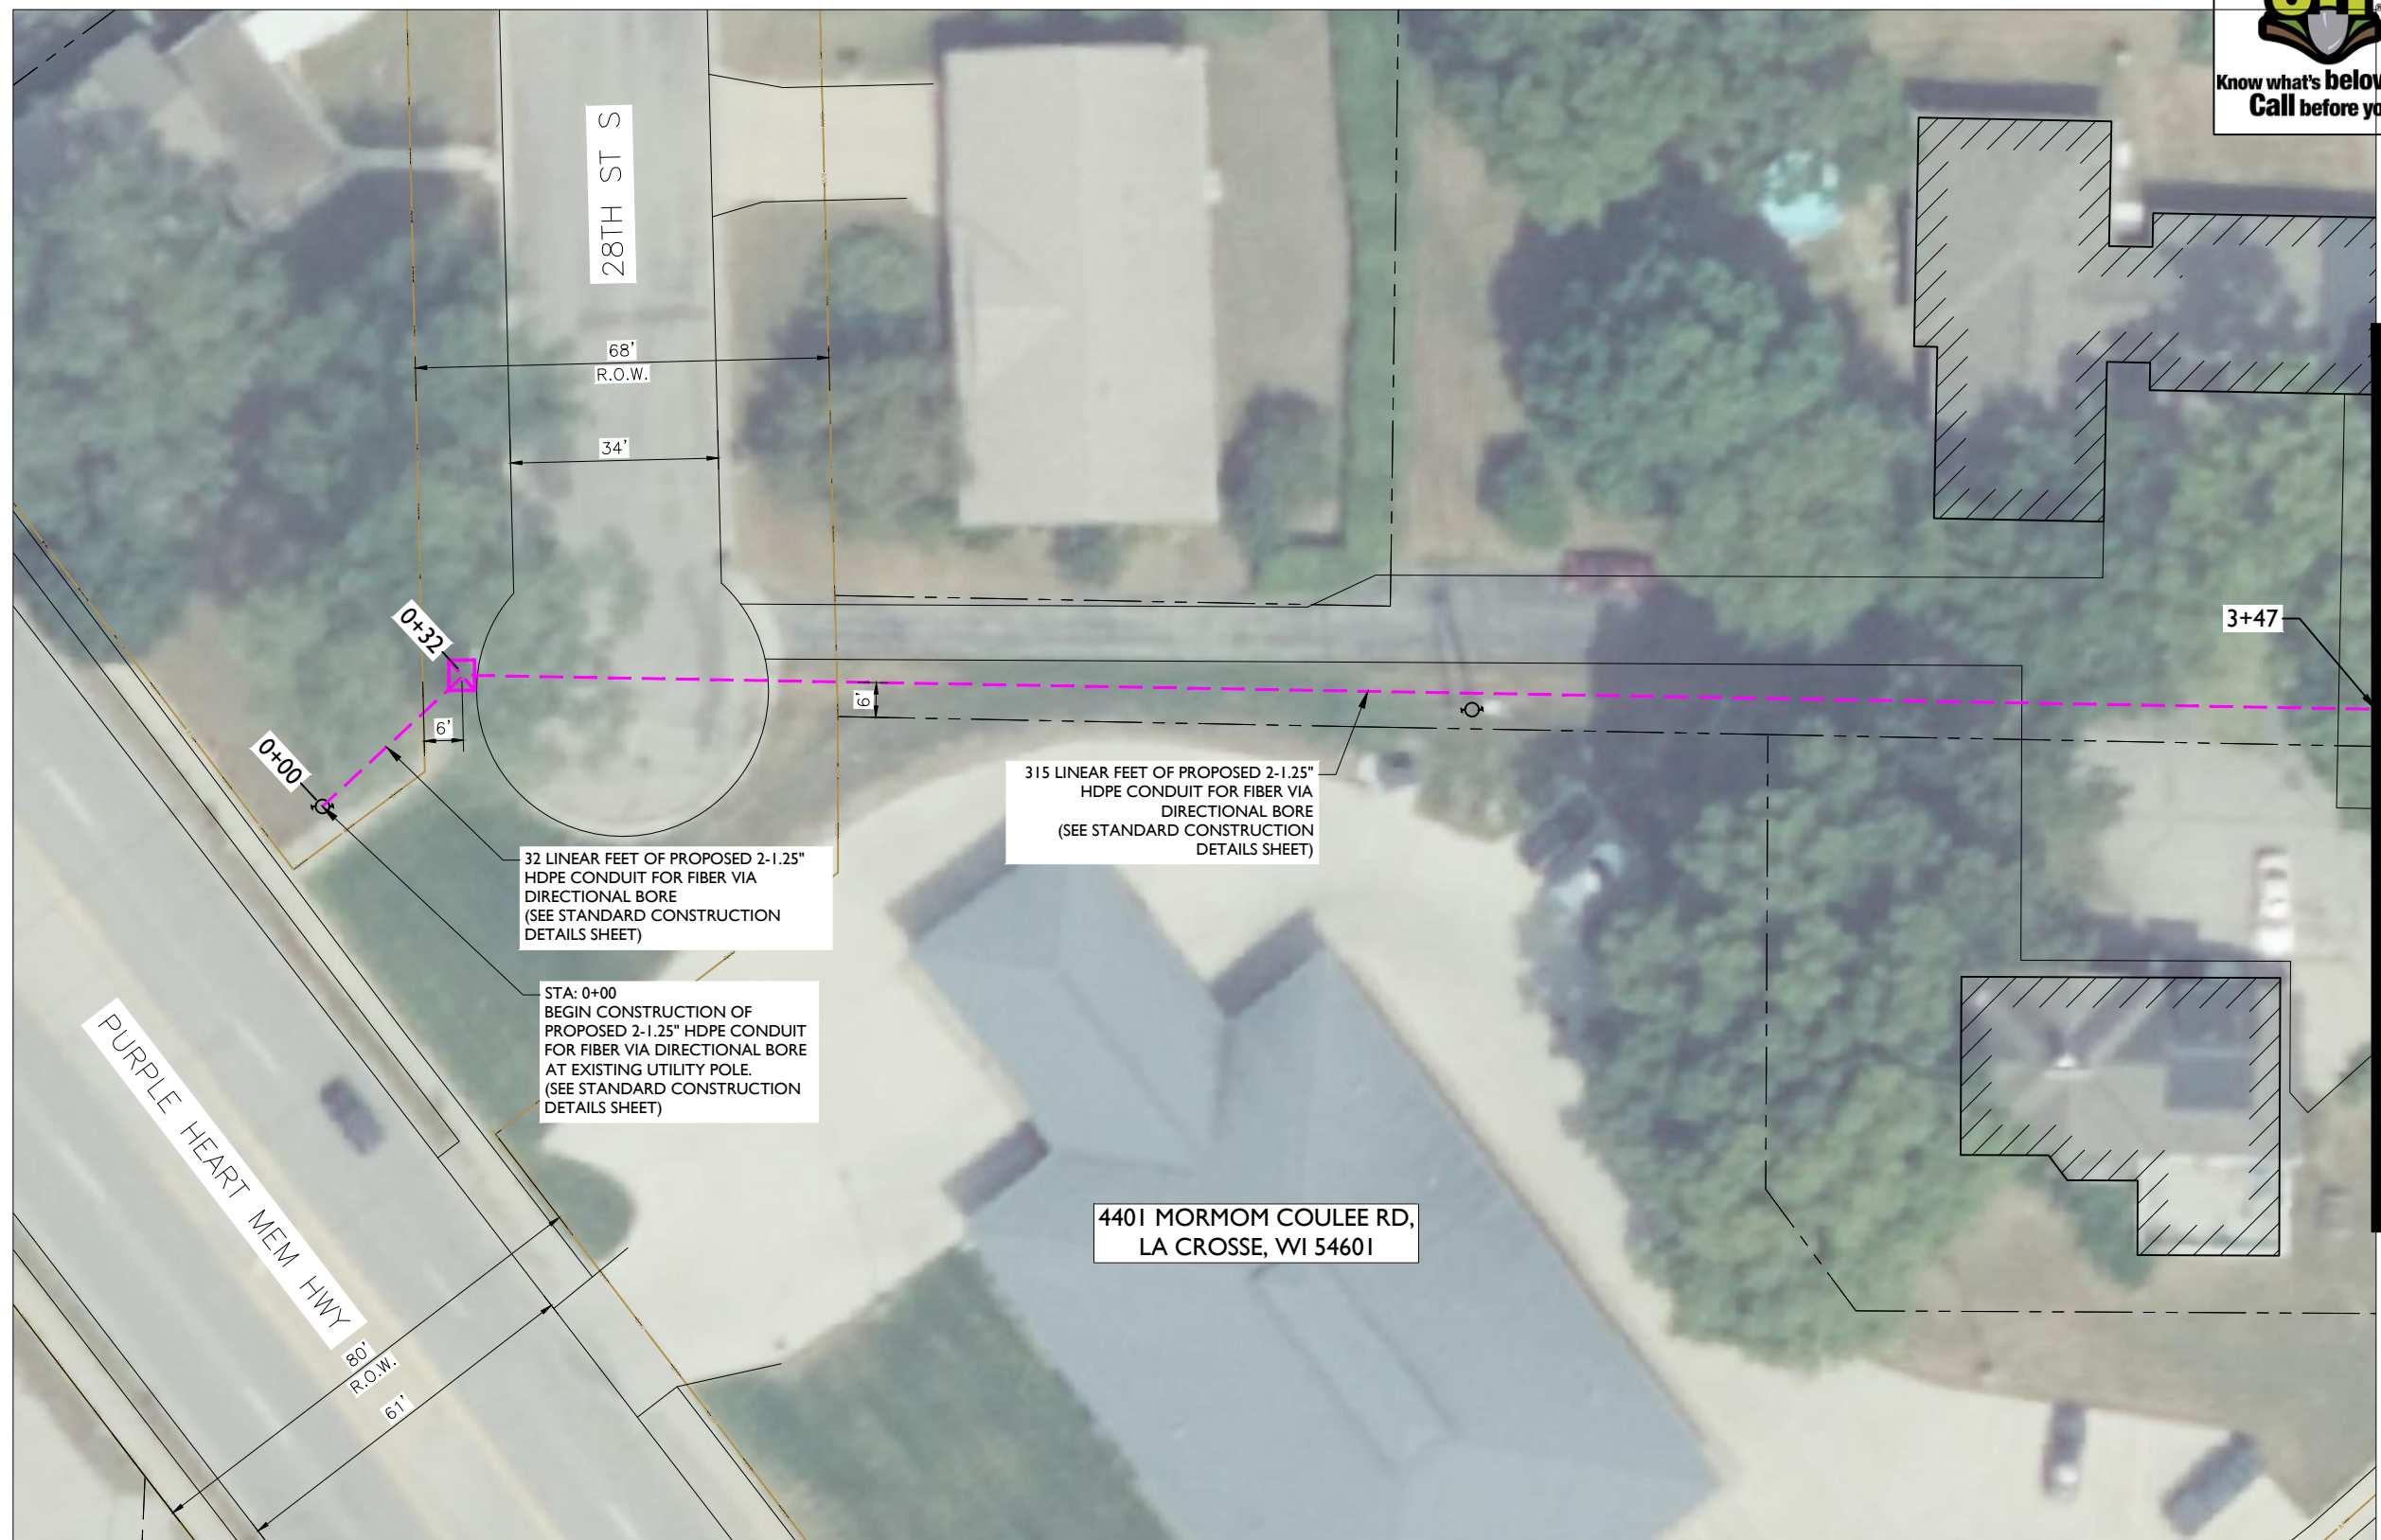 811
Know what's below
Call before yo
28TH ST S
68'
R.O.W.
34'
0+32
3+47
6'
6'
0+00
315 LINEAR FEET OF PROPOSED 2-1.25"
HDPE CONDUIT FOR FIBER VIA
DIRECTIONAL BORE
(SEE STANDARD CONSTRUCTION
DETAILS SHEET)
32 LINEAR FEET OF PROPOSED 2-1.25"
HDPE CONDUIT FOR FIBER VIA
DIRECTIONAL BORE
(SEE STANDARD CONSTRUCTION
DETAILS SHEET)
STA: 0+00
BEGIN CONSTRUCTION OF
PROPOSED 2-1.25" HDPE CONDUIT
FOR FIBER VIA DIRECTIONAL BORE
AT EXISTING UTILITY POLE.
(SEE STANDARD CONSTRUCTION
DETAILS SHEET)
PURPLE HEART MEM HWY
80'
R.O.W.
61'
4401 MORMOM COULEE RD,
LA CROSSE, WI 54601